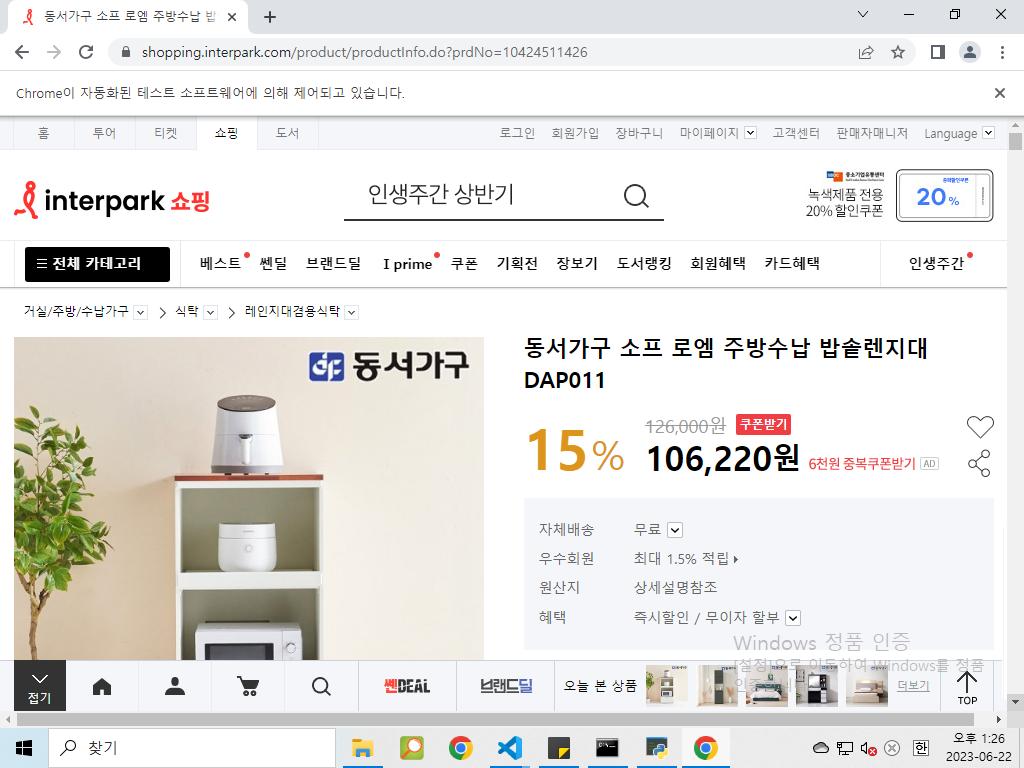 동서가구 소프 로엠 주방수납 밥
shopping.interpark.com/product/productInfo.do?prdNo=10424511426
Chrome이 자동화된 테스트 소프트웨어에 의해 제어되고 있습니다.
홈 투어 티켓 쇼핑 도서 로그인 회원가입 장바구니 마이페이지 고객센터 판매자매니저 Language
interpark 쇼핑
인생주간 상반기
중소기업유통센터
녹색제품 전용
20% 할인쿠폰
중복할인쿠폰
20%
전체 카테고리 베스트 쎈딜 브랜드딜 I prime 쿠폰 기획전 장보기 도서랭킹 회원혜택 카드혜택 인생주간
거실/주방/수납가구 식탁 레인지대겸용식탁
동서가구
동서가구 소프 로엠 주방수납 밥솥렌지대
DAP011
15%
126,000원 쿠폰받기
106,220원 6천원 중복쿠폰받기 AD
자체배송 무료
우수회원 최대 1.5% 적립
원산지 상세설명참조
혜택 즉시할인 / 무이자 할부
Windows 정품 인증
[설정]으로 이동하여 Windows를 정품
접기
쎈DEAL
브랜드딜
오늘 본 상품
더보기
TOP
찾기
한
오후 1:26
2023-06-22